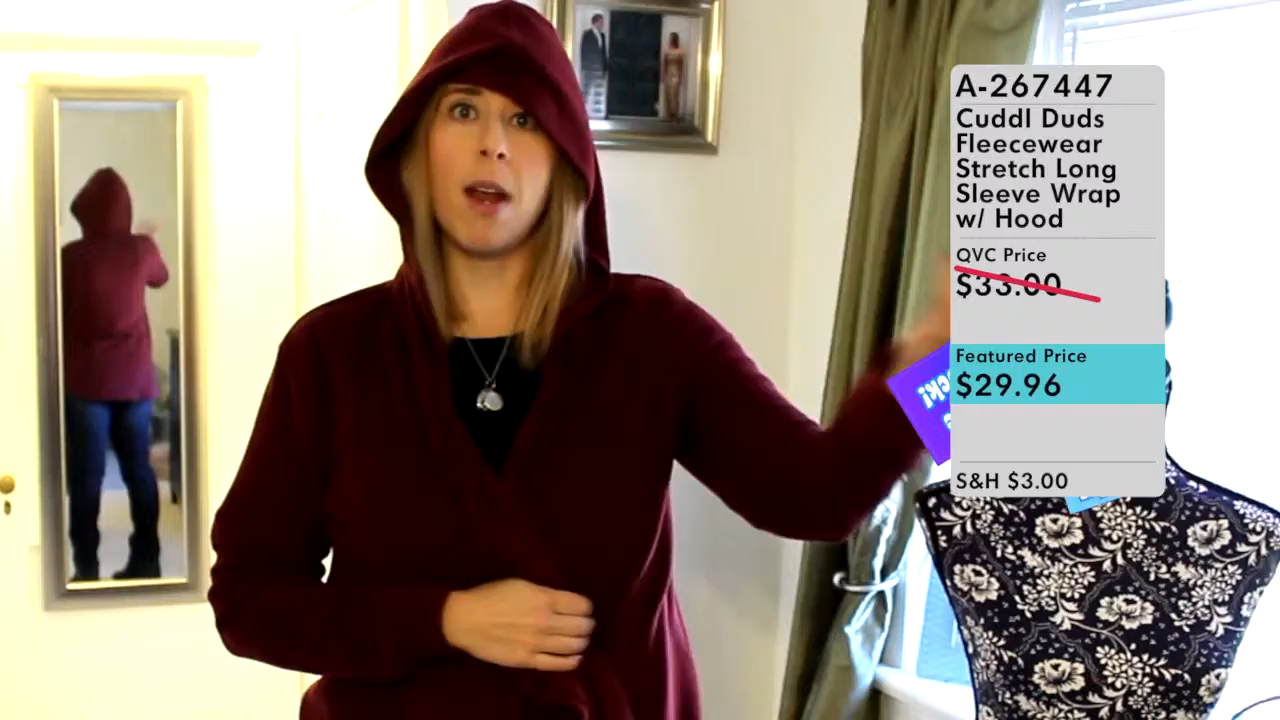 A-267447
Cuddl Duds
Fleecewear
Stretch Long
Sleeve Wrap
w/ Hood
QVC Price
$33.00
Featured Price
$29.96
S&H $3.00